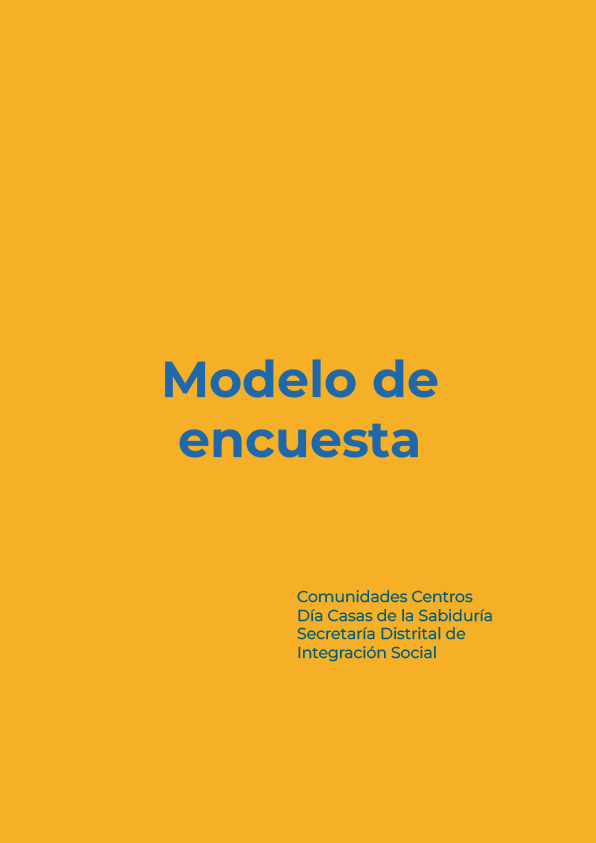 Modelo de
encuesta
Comunidades Centros
Día Casas de la Sabiduría
Secretaría Distrital de
Integración Social